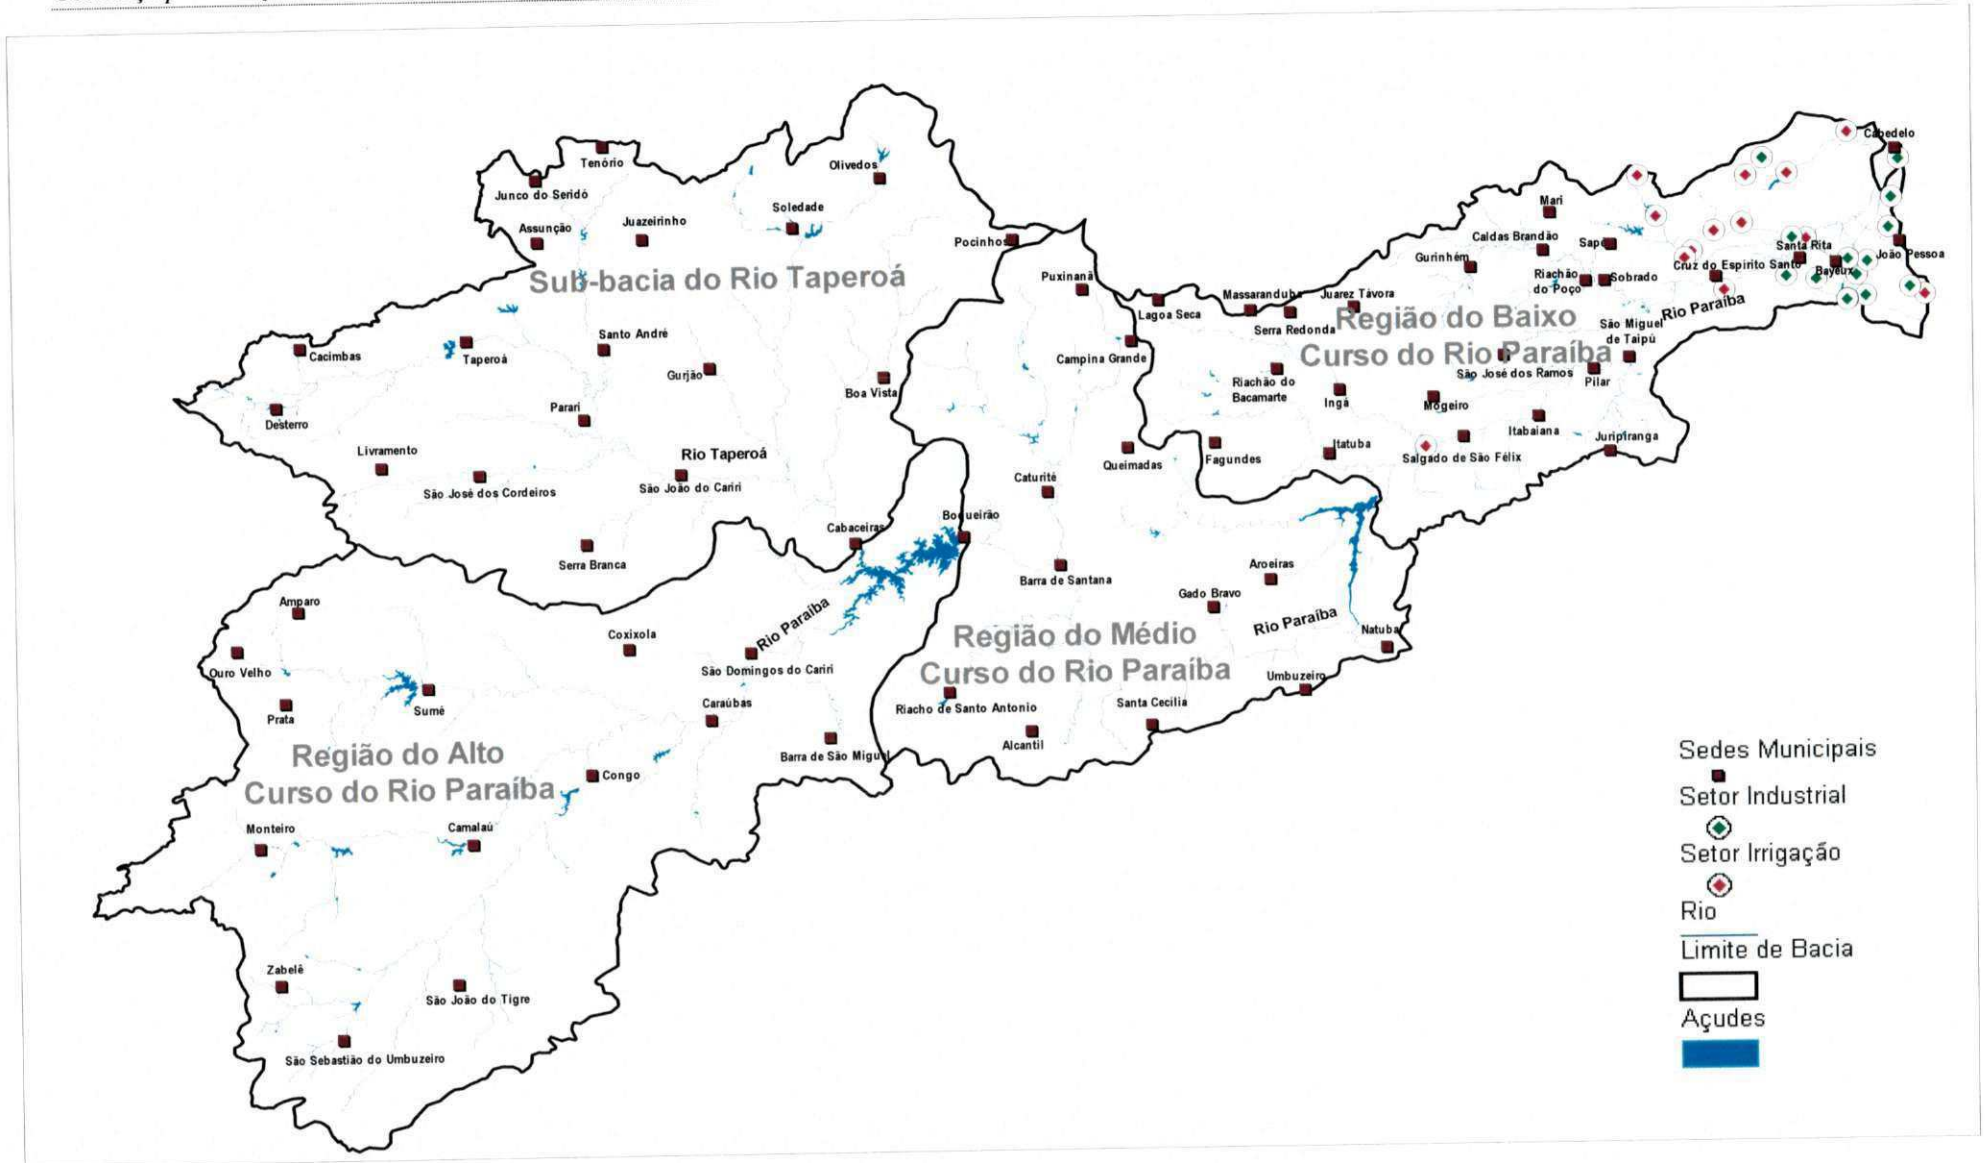 Tenório
Junco do Seridó
Olivedos
Assunção
Juazeirinho
Soledade
Pocinhos
Sub-bacia do Rio Taperoá
Cacimbas
Taperoá
Santo André
Gurjão
Boa Vista
Desterro
Parari
Livramento
São José dos Cordeiros
Rio Taperoá
São João do Cariri
Serra Branca
Cabaceiras
Boqueirão
Puxinanã
Lagoa Seca
Campina Grande
Queimadas
Caturité
Barra de Santana
Aroeiras
Gado Bravo
Rio Paraíba
Natuba
Região do Médio
Curso do Rio Paraíba
Umbuzeiro
Riacho de Santo Antonio
Santa Cecília
Alcantil
Cabedelo
Mari
Caldas Brandão
Sapé
Gurinhém
Riachão
do Poço
Sobrado
Santa Rita
Cruz do Espirito Santo
Bayeux
João Pessoa
Massaranduba
Juarez Távora
Serra Redonda
Região do Baixo
Curso do Rio Paraíba
Rio Paraíba
São Miguel
de Taipú
São José dos Ramos
Pilar
Riachão do
Bacamarte
Ingá
Mogeiro
Itabaiana
Juripiranga
Fagundes
Itatuba
Salgado de São Félix
Amparo
Ouro Velho
Prata
Sumé
Coxixola
Rio Paraíba
São Domingos do Cariri
Caraúbas
Barra de São Miguel
Região do Alto
Curso do Rio Paraíba
Congo
Monteiro
Camalaú
Zabelê
São João do Tigre
São Sebastião do Umbuzeiro
Sedes Municipais
Setor Industrial
Setor Irrigação
Rio
Limite de Bacia
Açudes